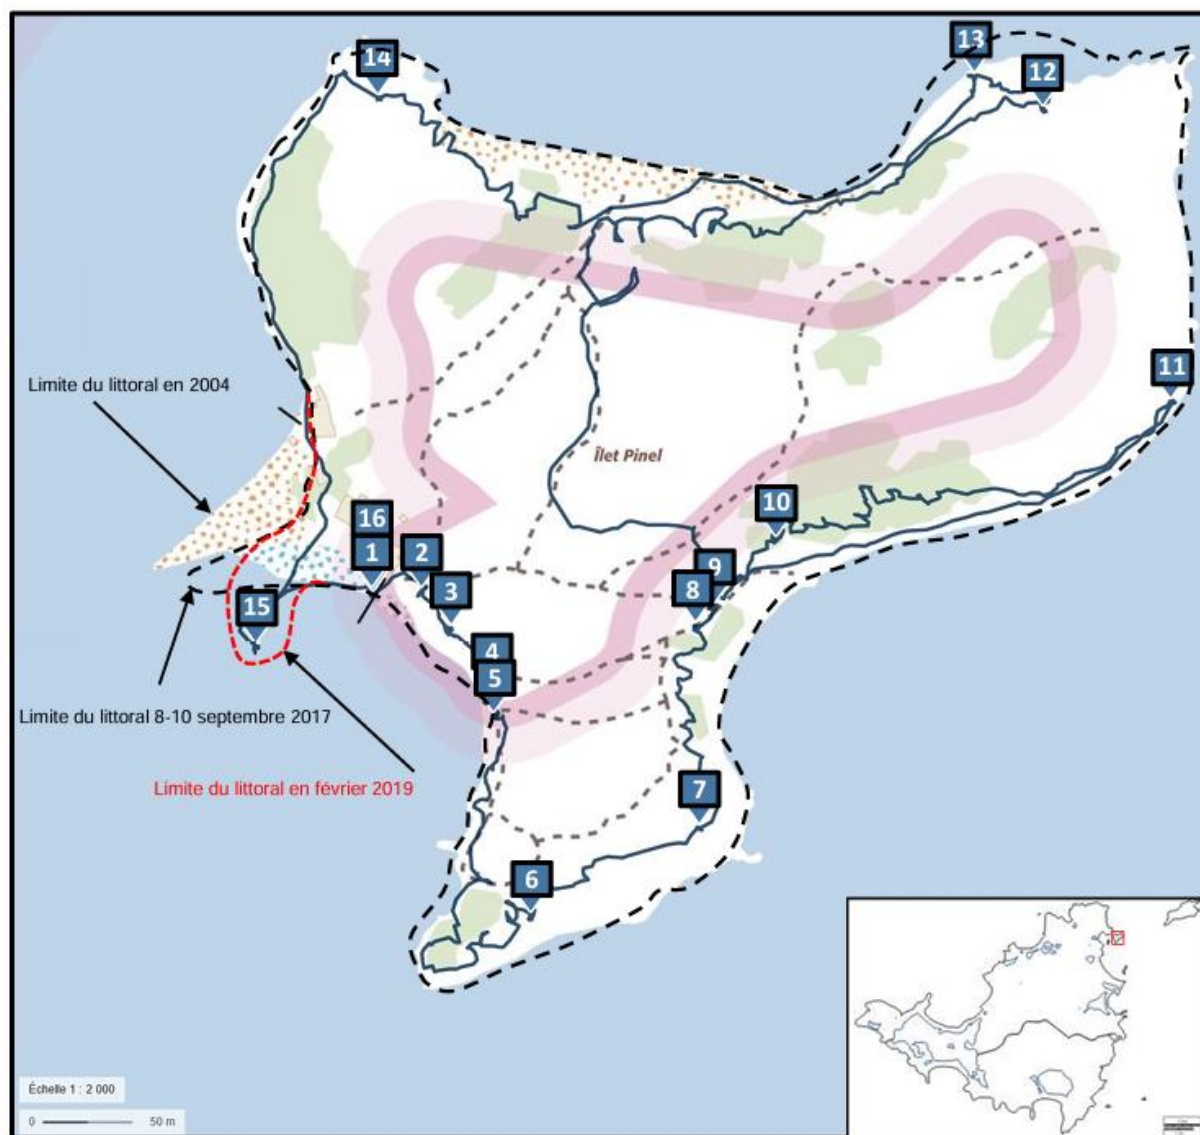 14
13
12
Limite du littoral en 2004
11
Îlet Pinel
10
16
1
2
9
3
8
15
4
5
Limite du littoral 8-10 septembre 2017
Limite du littoral en février 2019
7
6
Échelle 1 : 2 000
0 50 m